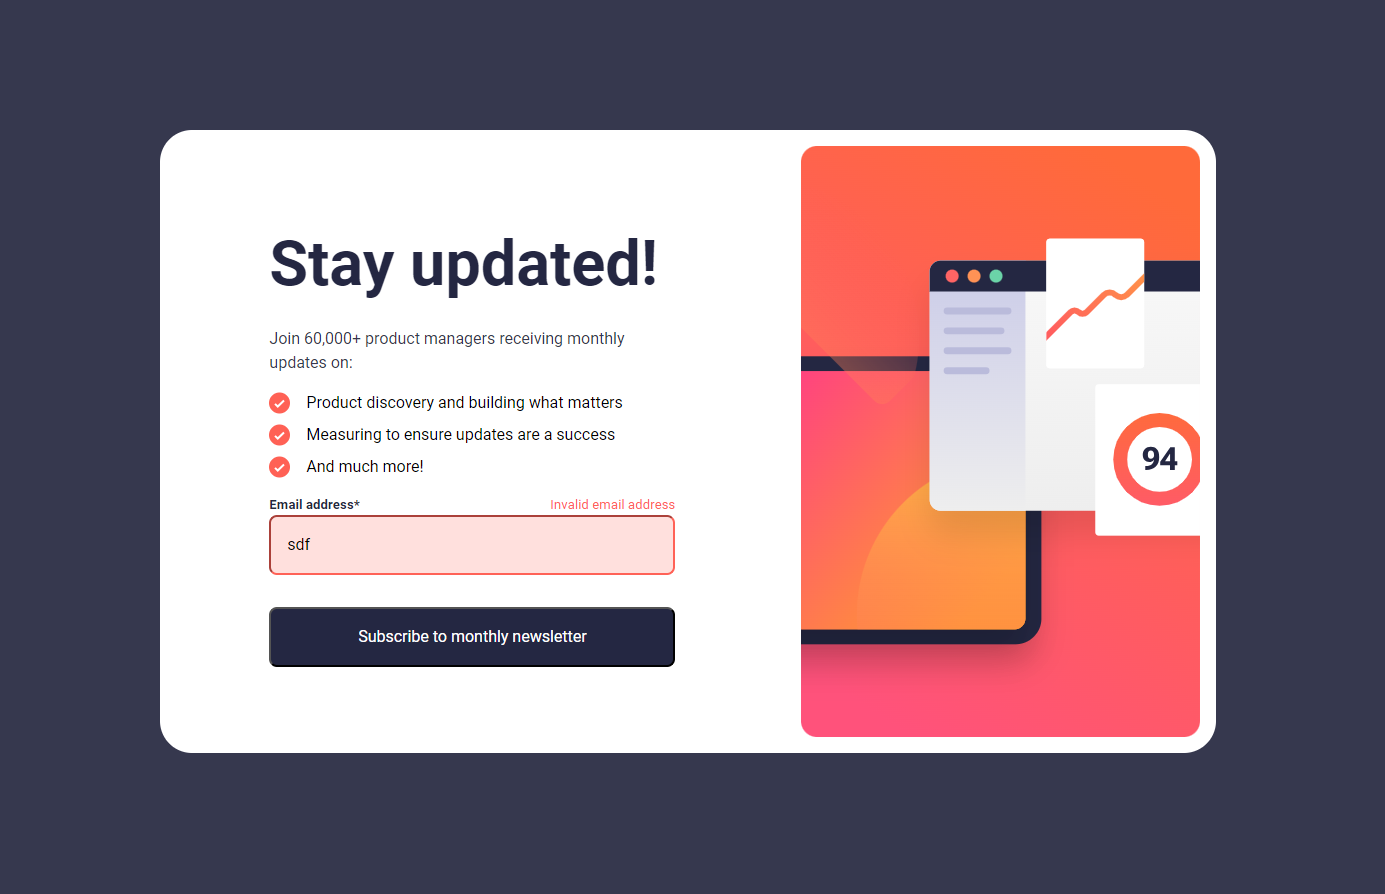 Stay updated!
Join 60,000+ product managers receiving monthly
updates on:
Product discovery and building what matters
Measuring to ensure updates are a success
And much more!
Email address* Invalid email address
sdf
Subscribe to monthly newsletter
94